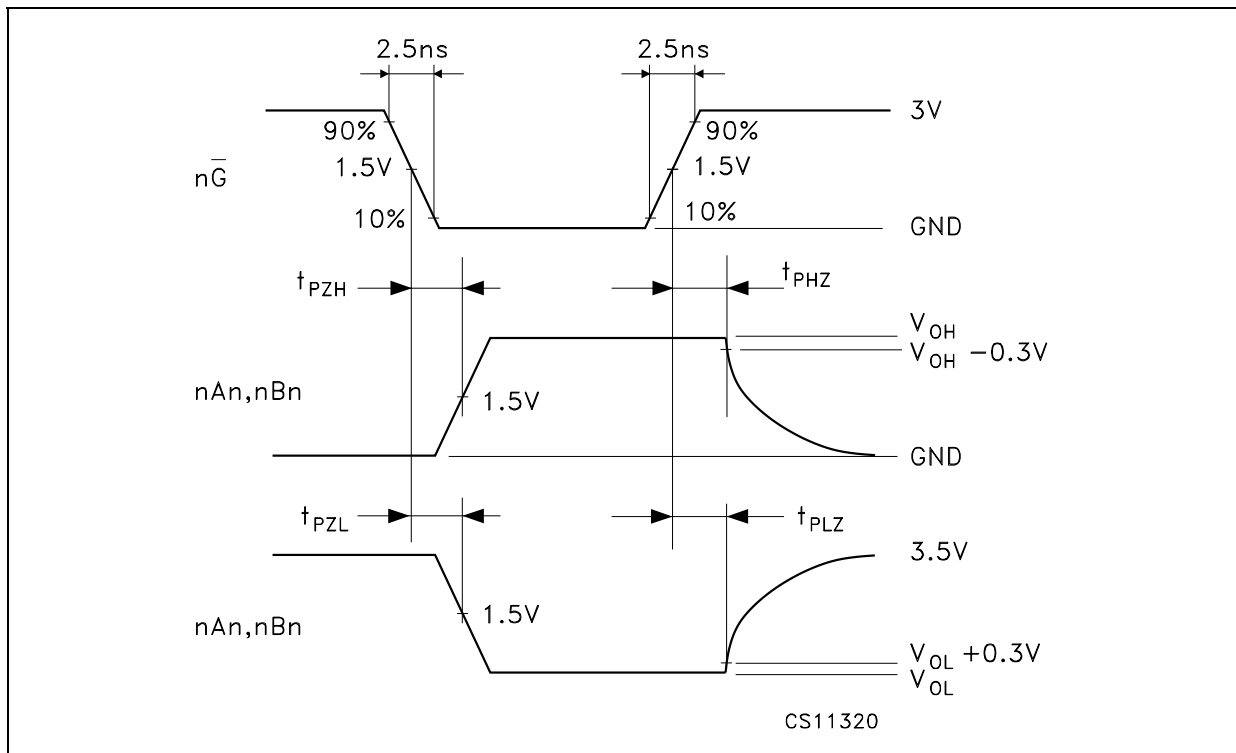 2.5ns 2.5ns
3V
90% 90%
nG̅ 1.5V 1.5V
10% 10%
GND
tPZH tPHZ
VOH
VOH -0.3V
nAn,nBn 1.5V
GND
tPZL tPLZ
3.5V
1.5V
nAn,nBn
VOL +0.3V
VOL
CS11320